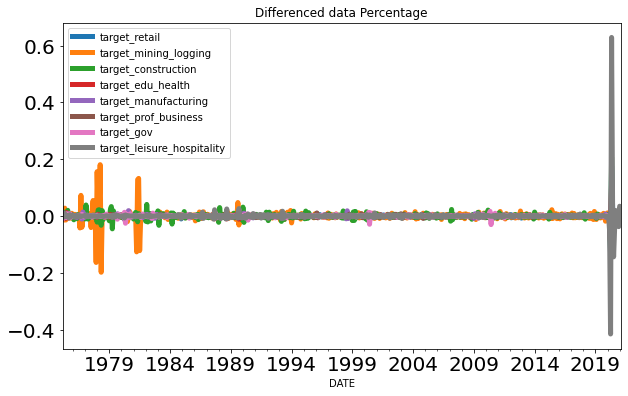 Differenced data Percentage
target_retail
target_mining_logging
target_construction
target_edu_health
target_manufacturing
target_prof_business
target_gov
target_leisure_hospitality
0.6
0.4
0.2
0.0
−0.2
−0.4
1979 1984 1989 1994 1999 2004 2009 2014 2019
DATE